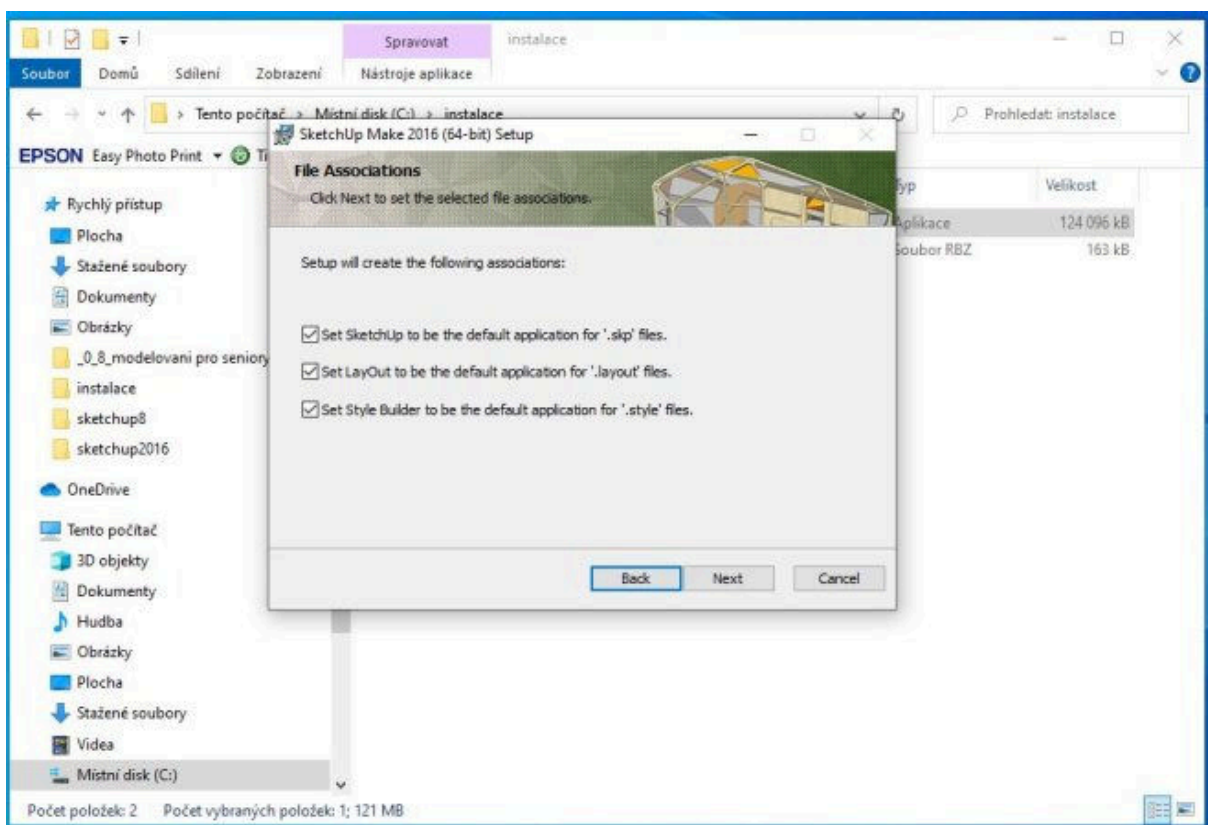 Spravovat
instalace
Soubor Domů Sdílení Zobrazení Nástroje aplikace
Tento počítač > Místní disk (C:) > instalace
Prohledat: instalace
SketchUp Make 2016 (64-bit) Setup
EPSON Easy Photo Print
File Associations
Click Next to set the selected file associations.
Typ Velikost
Rychlý přístup
Aplikace 124 096 kB
Plocha
Soubor RBZ 163 kB
Stažené soubory
Setup will create the following associations:
Dokumenty
Obrázky
Set SketchUp to be the default application for '.skp' files.
_0_8_modelovani pro seniory
Set LayOut to be the default application for '.layout' files.
instalace
Set Style Builder to be the default application for '.style' files.
sketchup8
sketchup2016
OneDrive
Tento počítač
3D objekty
Back Next Cancel
Dokumenty
Hudba
Obrázky
Plocha
Stažené soubory
Videa
Místní disk (C:)
Počet položek: 2 Počet vybraných položek: 1; 121 MB